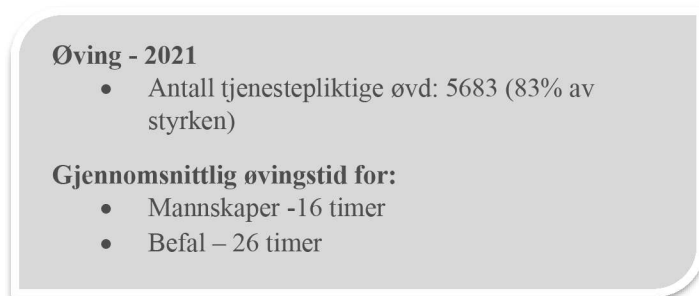 Øving - 2021
• Antall tjenestepliktige øvd: 5683 (83% av
styrken)
Gjennomsnittlig øvingstid for:
• Mannskaper -16 timer
• Befal – 26 timer